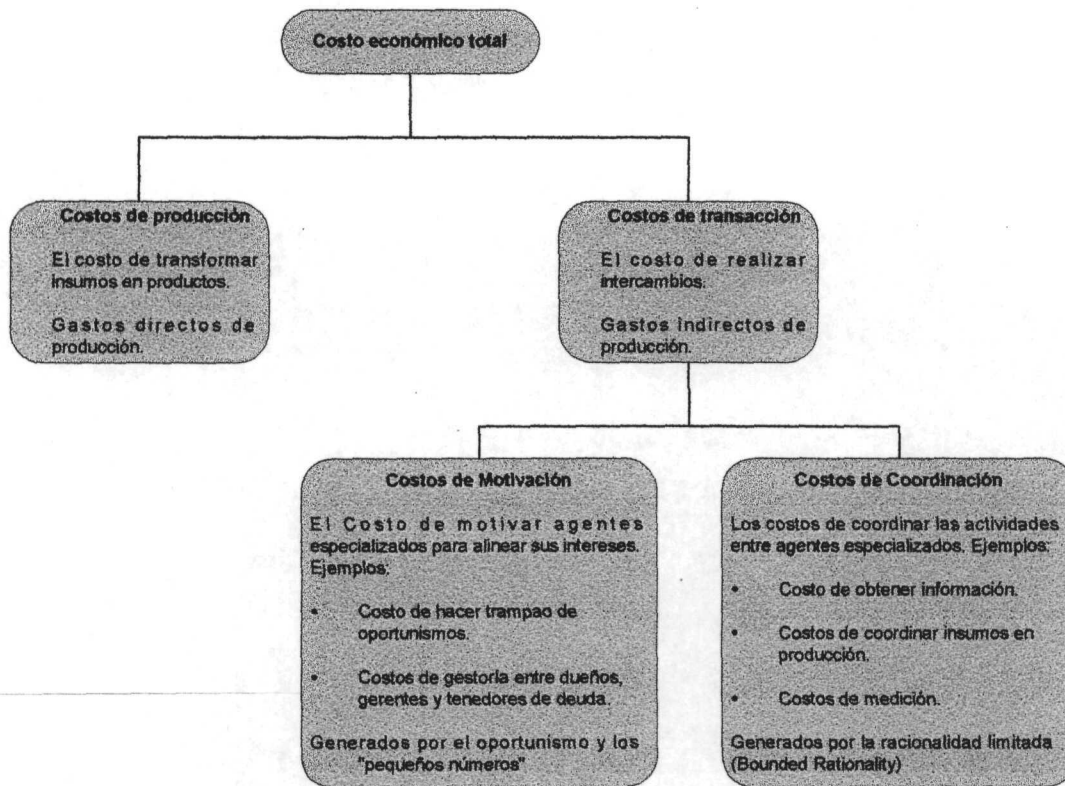 Costo económico total
Costos de producción
El costo de transformar
insumos en productos.
Gastos directos de
producción.
Costos de transacción
El costo de realizar
intercambios.
Gastos indirectos de
producción.
Costos de Motivación
El Costo de motivar agentes
especializados para alinear sus intereses.
Ejemplos:
• Costo de hacer trampao de
oportunismos.
• Costos de gestoría entre dueños,
gerentes y tenedores de deuda.
Generados por el oportunismo y los
"pequeños números"
Costos de Coordinación
Los costos de coordinar las actividades
entre agentes especializados. Ejemplos:
• Costo de obtener información.
• Costos de coordinar insumos en
producción.
• Costos de medición.
Generados por la racionalidad limitada
(Bounded Rationality)